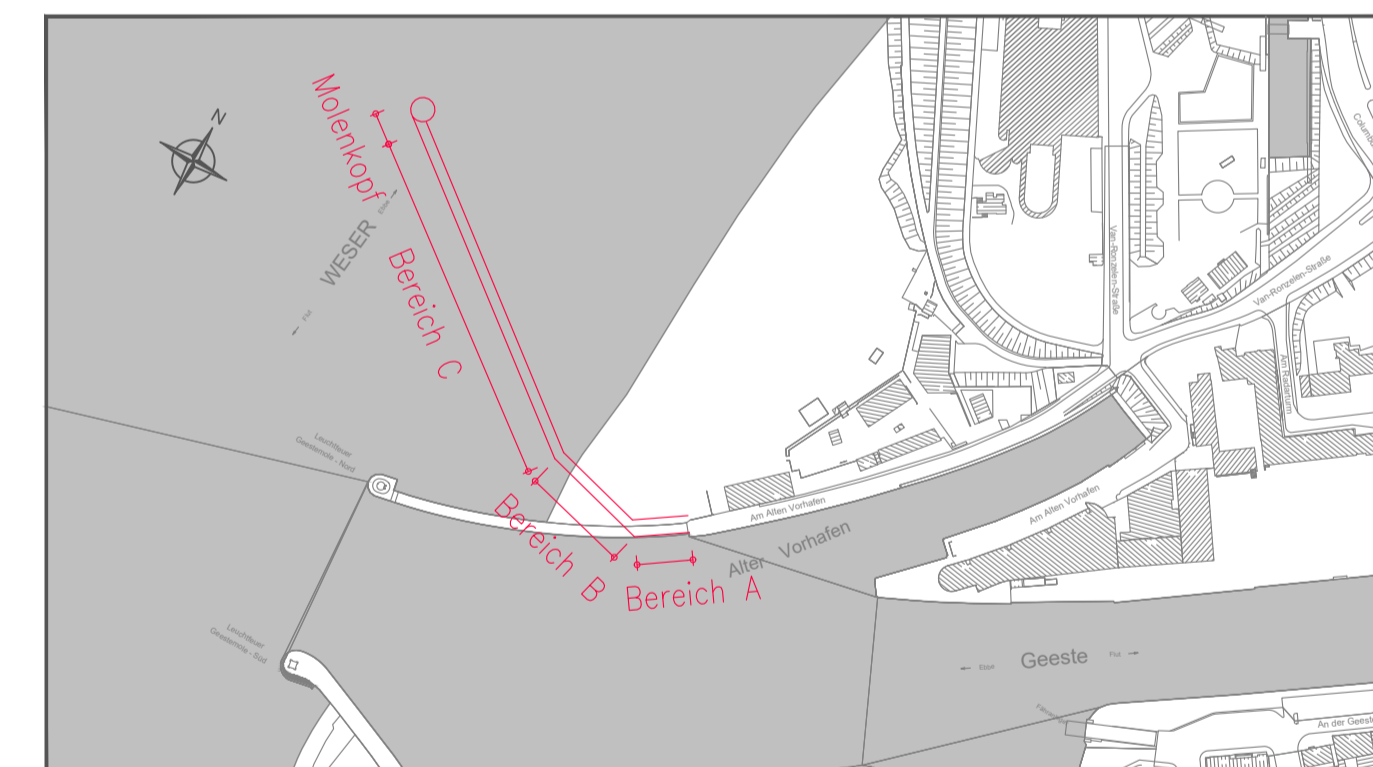 N
Molenkopf
Ebbe
WESER
Flut
Bereich C
Leuchtfeuer
Geestemole - Nord
Bereich B
Bereich A
Leuchtfeuer
Geestemole - Süd
Am Alten Vorhafen
Alter Vorhafen
Am Alten Vorhafen
Van-Ronzelen-Straße
Van-Ronzelen-Straße
Am
Ebbe
Geeste
Flut
An der Geeste